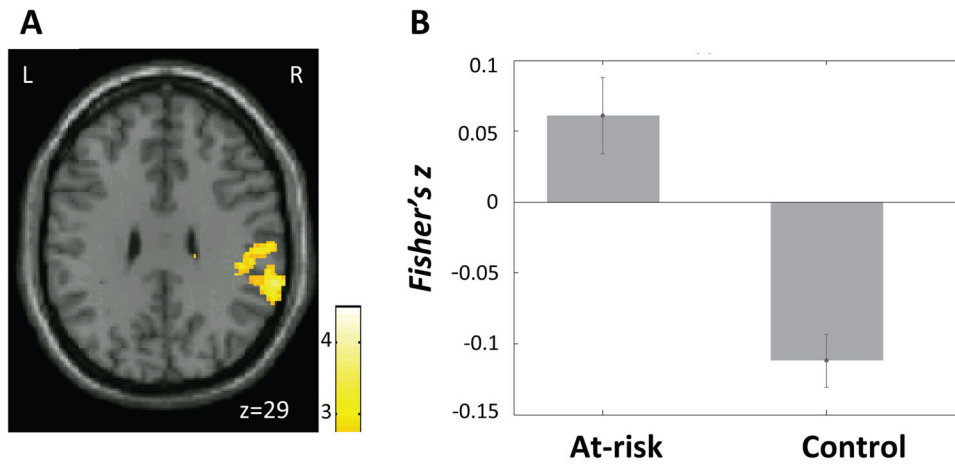 A
L
R
4
3
z=29
B
Fisher's z
0.1
0.05
0
-0.05
-0.1
-0.15
At-risk
Control